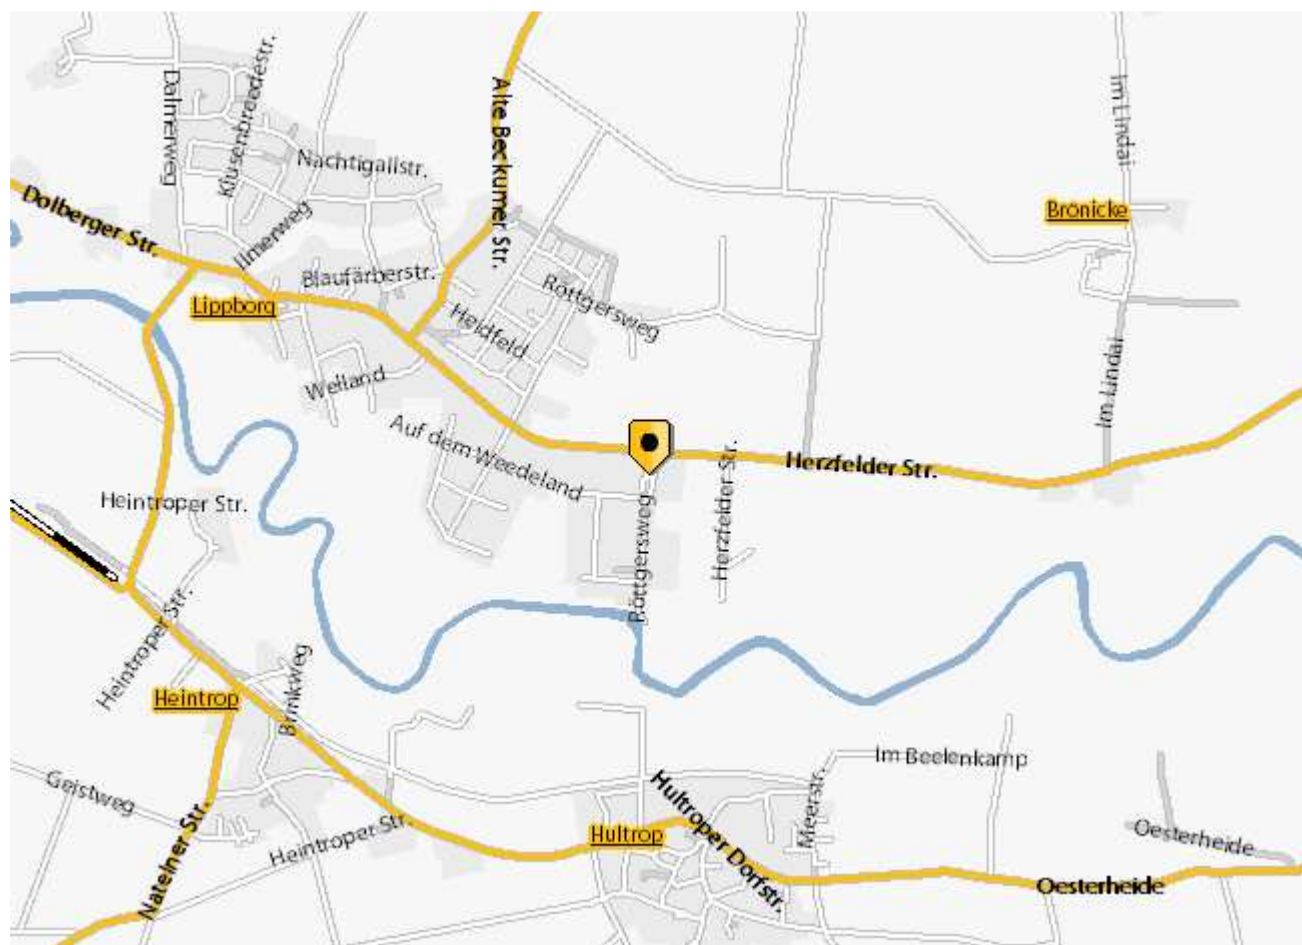 Dalmerweg
Klusenbreedestr.
Alte Beckumer Str.
Im Lindai
Nachtigallstr.
Dolberger Str.
Ilmerweg
Brönicke
Blaufärberstr.
Röttgersweg
Lippborg
Heidfeld
Weiland
Im Lindai
Auf dem Weedeland
Herzfelder Str.
Heintroper Str.
Röttgersweg
Herzfelder Str.
Heintroper Str.
Heintrop
Brinkweg
Geistweg
Im Beelenkamp
Hultroper Dorfstr.
Meerstr.
Nateiner Str.
Heintroper Str.
Hultrop
Oesterheide
Oesterheide